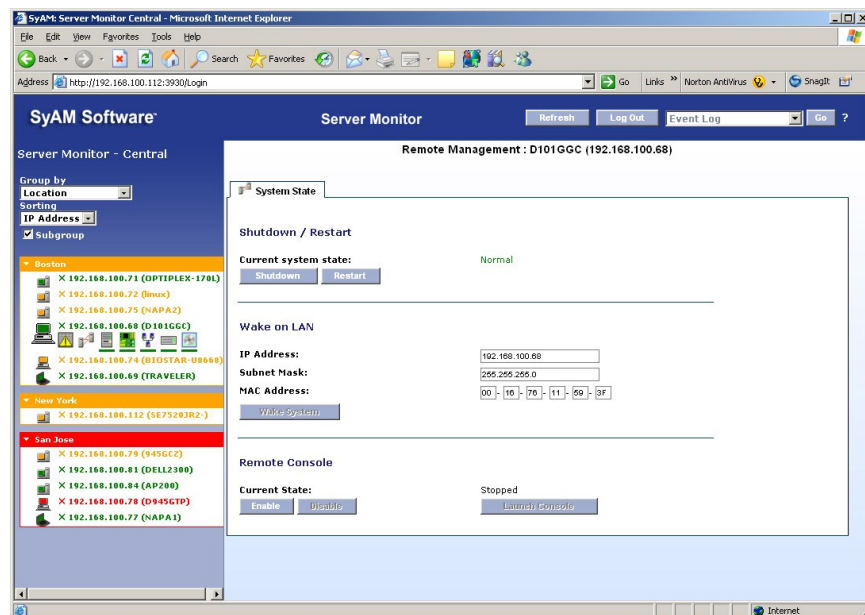 SyAM: Server Monitor Central - Microsoft Internet Explorer
File Edit View Favorites Tools Help
Back Search Favorites
Address http://192.168.100.112:3930/Login Go Links » Norton AntiVirus SnagIt
SyAM Software Server Monitor Refresh Log Out Event Log Go ?
Server Monitor - Central
Remote Management : D101GGC (192.168.100.68)
Group by
Location
Sorting
IP Address
Subgroup
Boston
X 192.168.100.71 (OPTIPLEX-170L)
X 192.168.100.72 (linux)
X 192.168.100.75 (NAPA2)
X 192.168.100.68 (D101GGC)
X 192.168.100.74 (BIOSTAR-U8668)
X 192.168.100.69 (TRAVELER)
New York
X 192.168.100.112 (SE7520JR2-)
San Jose
X 192.168.100.79 (945GCZ)
X 192.168.100.81 (DELL2300)
X 192.168.100.84 (AP200)
X 192.168.100.78 (D945GTP)
X 192.168.100.77 (NAPA1)
System State
Shutdown / Restart
Current system state: Normal
Shutdown Restart
Wake on LAN
IP Address: 192.168.100.68
Subnet Mask: 255.255.255.0
MAC Address: 00 - 16 - 76 - 11 - 59 - 3F
Wake System
Remote Console
Current State: Stopped
Enable Disable Launch Console
Internet